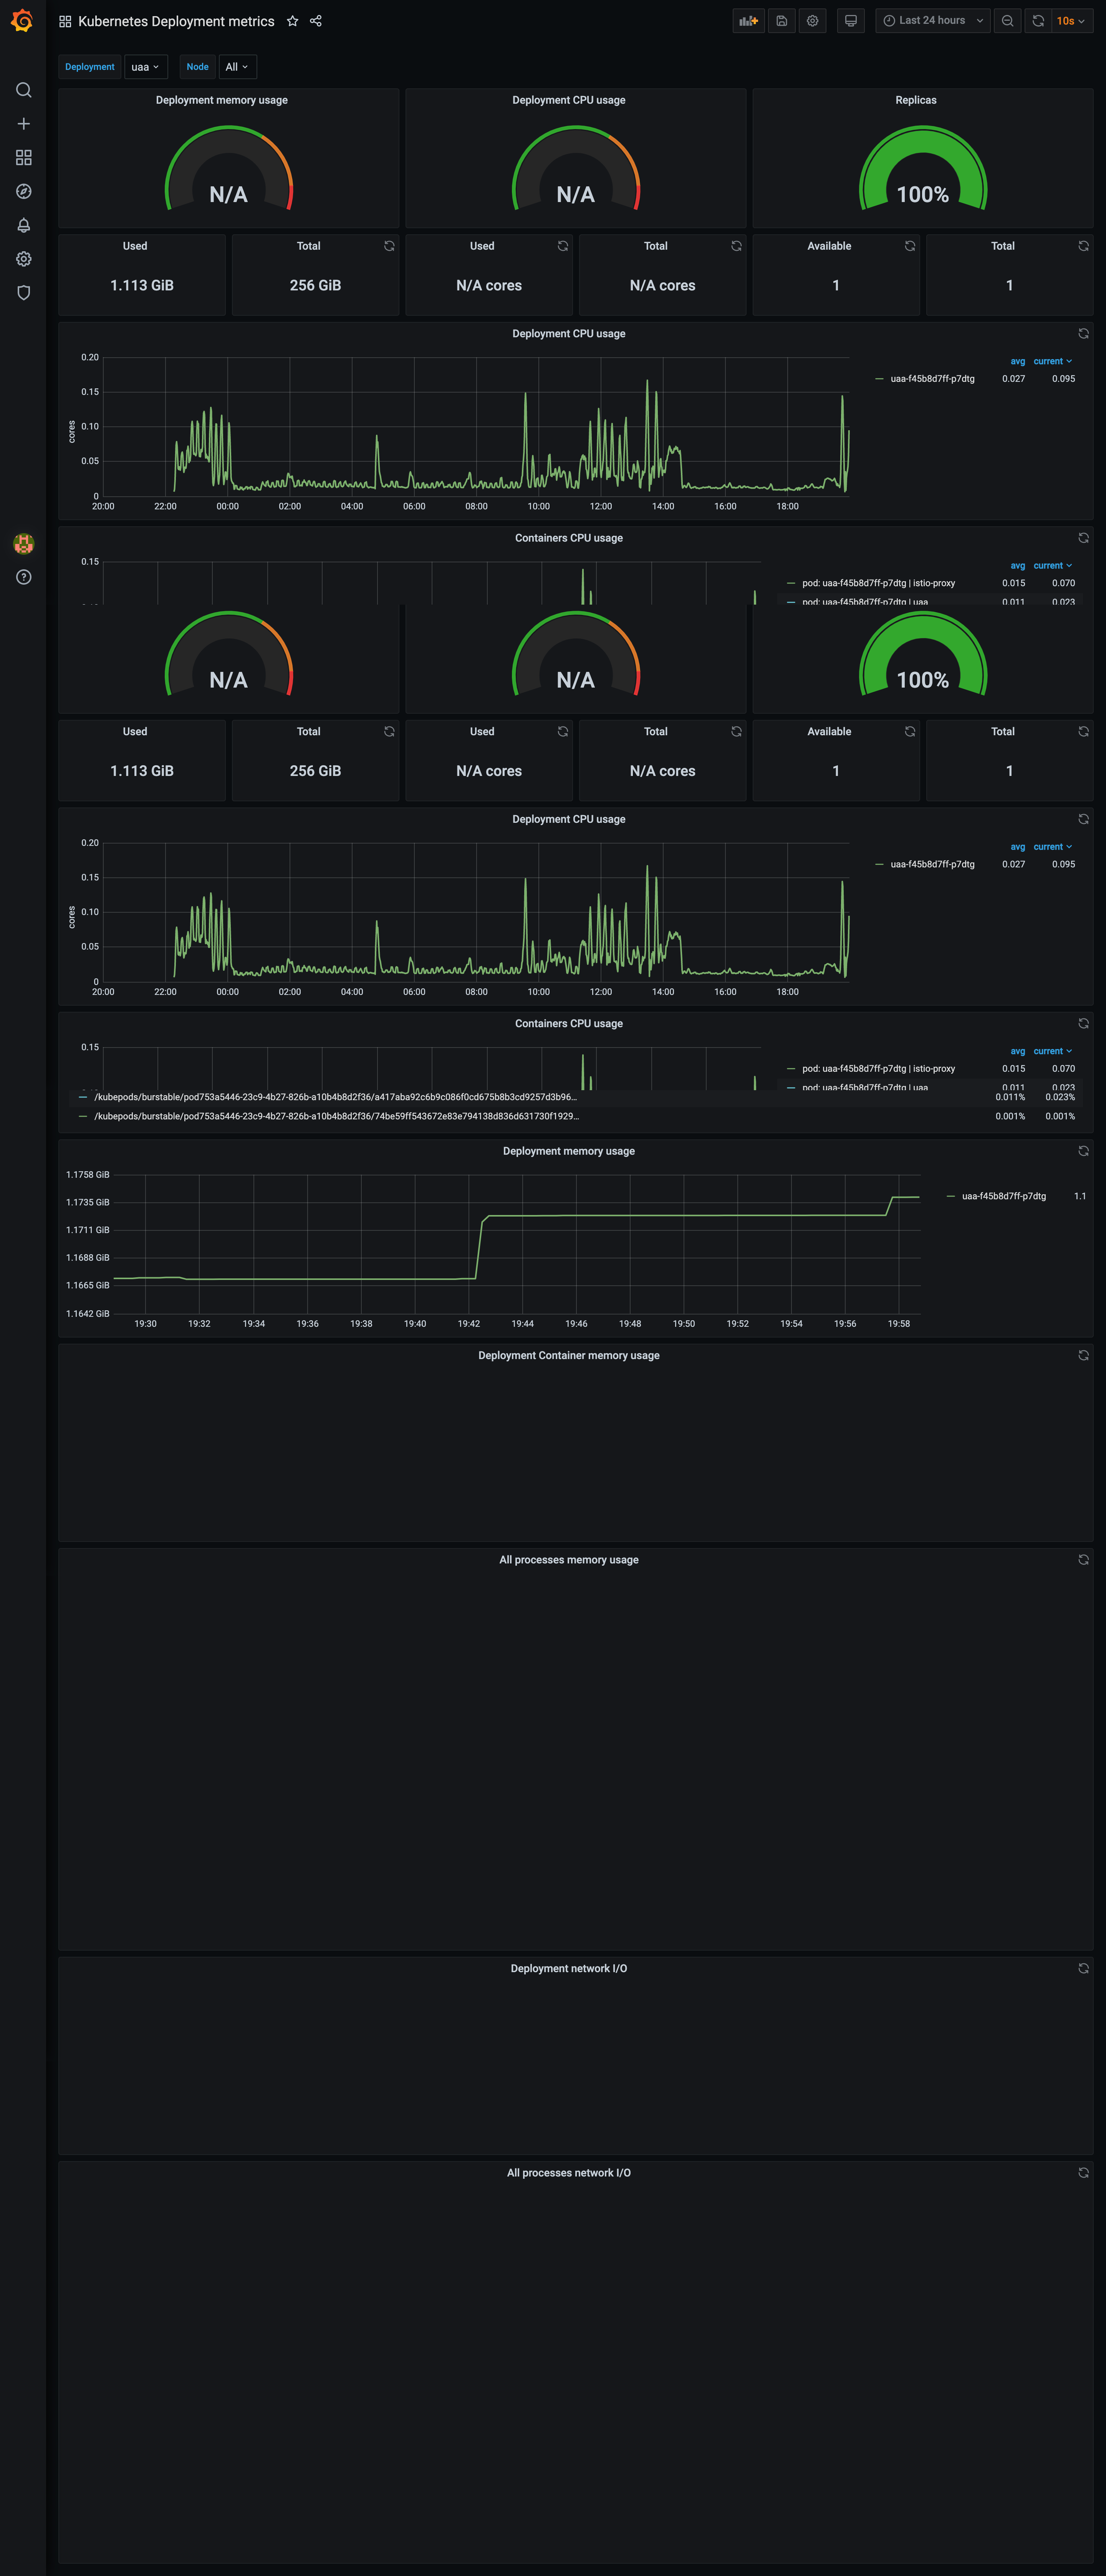 Kubernetes Deployment metrics
Last 24 hours
10s
Deployment uaa Node All
Deployment memory usage Deployment CPU usage Replicas
N/A N/A 100%
Used Total Used Total Available Total
1.113 GiB 256 GiB N/A cores N/A cores 1 1
Deployment CPU usage
avg current
uaa-f45b8d7ff-p7dtg 0.027 0.095
cores
0.20
0.15
0.10
0.05
0
20:00 22:00 00:00 02:00 04:00 06:00 08:00 10:00 12:00 14:00 16:00 18:00
Containers CPU usage
0.15
avg current
pod: uaa-f45b8d7ff-p7dtg | istio-proxy 0.015 0.070
pod: uaa-f45b8d7ff-p7dtg | uaa 0.011 0.023
N/A N/A 100%
Used Total Used Total Available Total
1.113 GiB 256 GiB N/A cores N/A cores 1 1
Deployment CPU usage
avg current
uaa-f45b8d7ff-p7dtg 0.027 0.095
cores
0.20
0.15
0.10
0.05
0
20:00 22:00 00:00 02:00 04:00 06:00 08:00 10:00 12:00 14:00 16:00 18:00
Containers CPU usage
0.15
avg current
pod: uaa-f45b8d7ff-p7dtg | istio-proxy 0.015 0.070
pod: uaa-f45b8d7ff-p7dtg | uaa 0.011 0.023
/kubepods/burstable/pod753a5446-23c9-4b27-826b-a10b4b8d2f36/a417aba92c6b9c086f0cd675b8b3cd9257d3b96... 0.011% 0.023%
/kubepods/burstable/pod753a5446-23c9-4b27-826b-a10b4b8d2f36/74be59ff543672e83e794138d836d631730f1929... 0.001% 0.001%
Deployment memory usage
1.1758 GiB
1.1735 GiB
1.1711 GiB
1.1688 GiB
1.1665 GiB
1.1642 GiB
uaa-f45b8d7ff-p7dtg 1.1
19:30 19:32 19:34 19:36 19:38 19:40 19:42 19:44 19:46 19:48 19:50 19:52 19:54 19:56 19:58
Deployment Container memory usage
All processes memory usage
Deployment network I/O
All processes network I/O